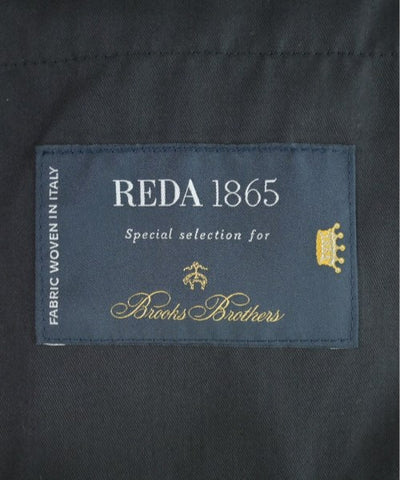 REDA 1865
Special selection for
Brooks Brothers
FABRIC WOVEN IN ITALY